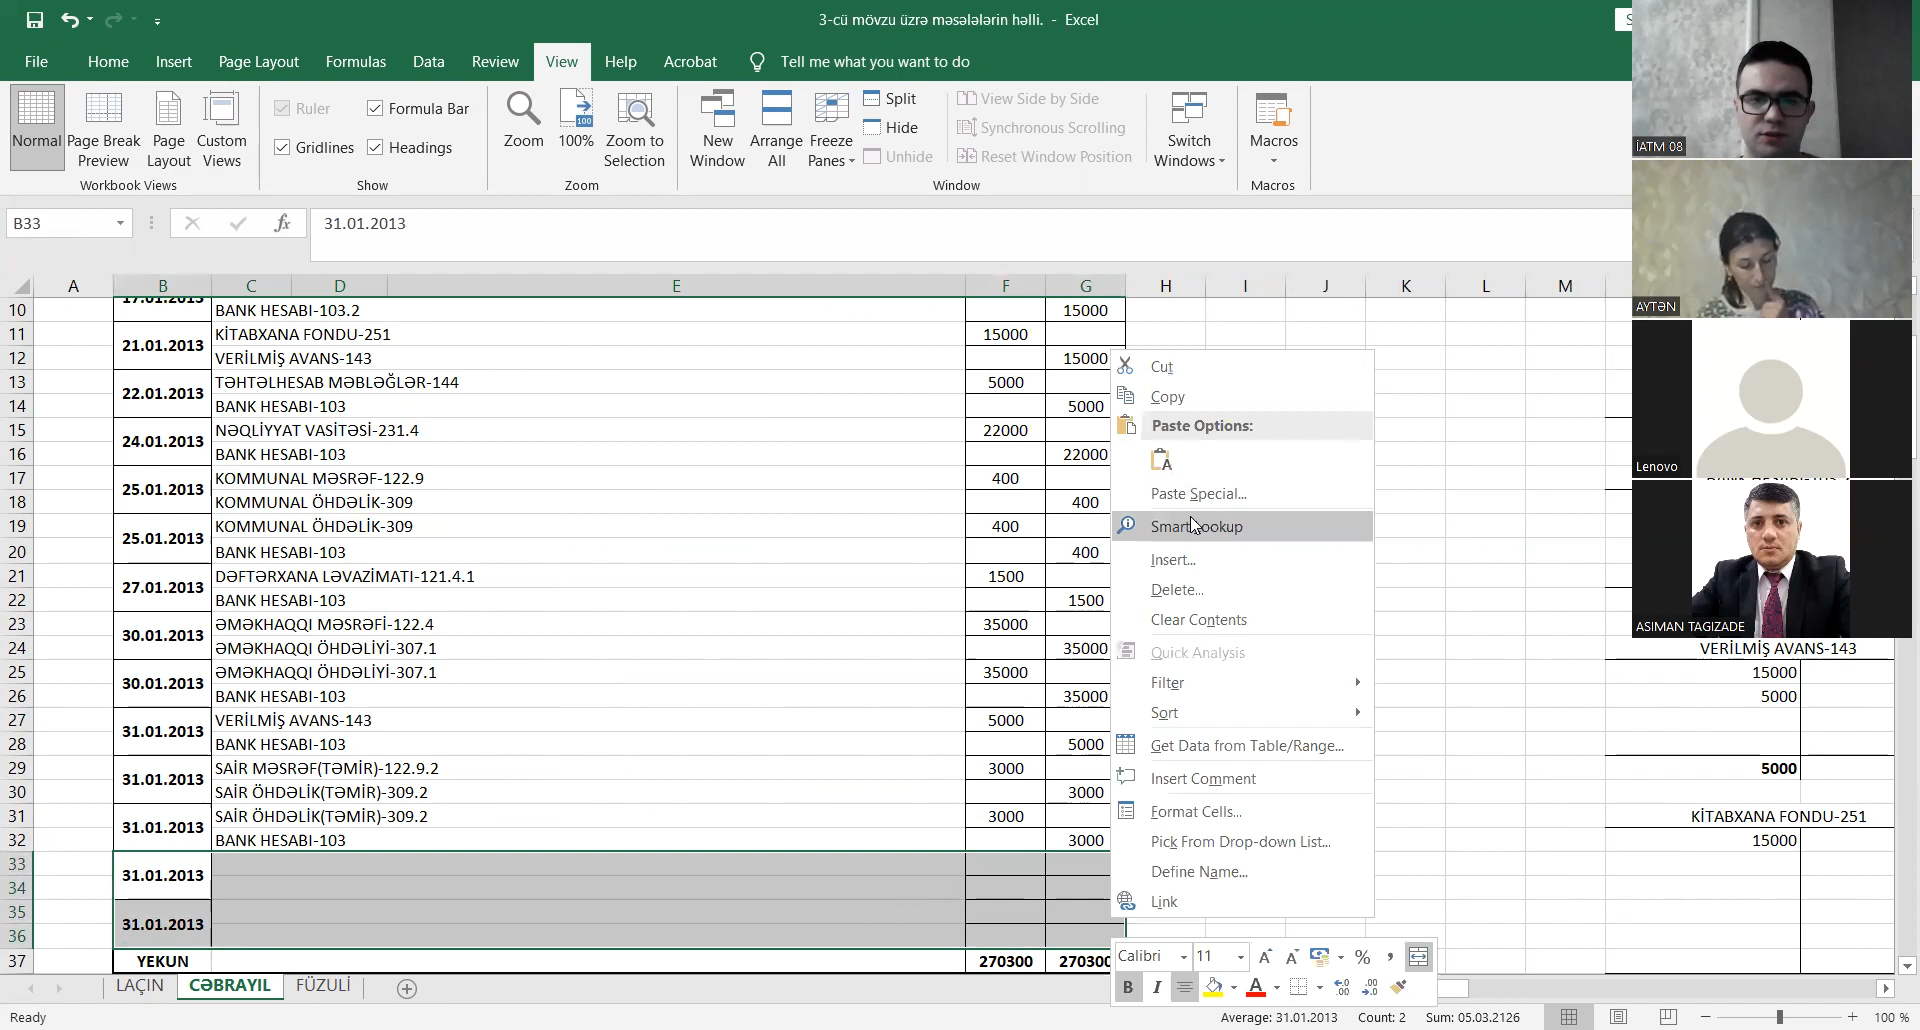 3-cü mövzu üzrə məsələlərin həlli. - Excel
File Home Insert Page Layout Formulas Data Review View Help Acrobat Tell me what you want to do
Normal
Page Break Preview
Page Layout
Custom Views
Workbook Views
Ruler
Formula Bar
Gridlines
Headings
Show
Zoom
100
100%
Zoom to Selection
Zoom
New Window
Arrange All
Freeze Panes
Split
Hide
Unhide
View Side by Side
Synchronous Scrolling
Reset Window Position
Window
Switch Windows
Macros
Macros
B33
fx
31.01.2013
A B C D E F G H I J K L M
17.01.2013
10 BANK HESABI-103.2 15000
11 21.01.2013 KİTABXANA FONDU-251 15000
12 VERİLMİŞ AVANS-143 15000
13 22.01.2013 TƏHTƏLHESAB MƏBLƏĞLƏR-144 5000
14 BANK HESABI-103 5000
15 24.01.2013 NƏQLİYYAT VASİTƏSİ-231.4 22000
16 BANK HESABI-103 22000
17 25.01.2013 KOMMUNAL MƏSRƏF-122.9 400
18 KOMMUNAL ÖHDƏLİK-309 400
19 25.01.2013 KOMMUNAL ÖHDƏLİK-309 400
20 BANK HESABI-103 400
21 27.01.2013 DƏFTƏRXANA LƏVAZİMATI-121.4.1 1500
22 BANK HESABI-103 1500
23 30.01.2013 ƏMƏKHAQQI MƏSRƏFİ-122.4 35000
24 ƏMƏKHAQQI ÖHDƏLİYİ-307.1 35000
25 30.01.2013 ƏMƏKHAQQI ÖHDƏLİYİ-307.1 35000
26 BANK HESABI-103 35000
27 31.01.2013 VERİLMİŞ AVANS-143 5000
28 BANK HESABI-103 5000
29 31.01.2013 SAİR MƏSRƏF(TƏMİR)-122.9.2 3000
30 SAİR ÖHDƏLİK(TƏMİR)-309.2 3000
31 31.01.2013 SAİR ÖHDƏLİK(TƏMİR)-309.2 3000
32 BANK HESABI-103 3000
33 31.01.2013
34
35 31.01.2013
36
37 YEKUN 270300 270300
Cut
Copy
Paste Options:
Paste Special...
Smart Lookup
Insert...
Delete...
Clear Contents
Quick Analysis
Filter
Sort
Get Data from Table/Range...
Insert Comment
Format Cells...
Pick From Drop-down List...
Define Name...
Link
Calibri 11 A A % ,
B I A
VERİLMİŞ AVANS-143
15000
5000
5000
KİTABXANA FONDU-251
15000
İATM 08
AYTƏN
Lenovo
ASIMAN TAGIZADE
LAÇIN CƏBRAYIL FÜZULİ
Ready Average: 31.01.2013 Count: 2 Sum: 05.03.2126 100 %